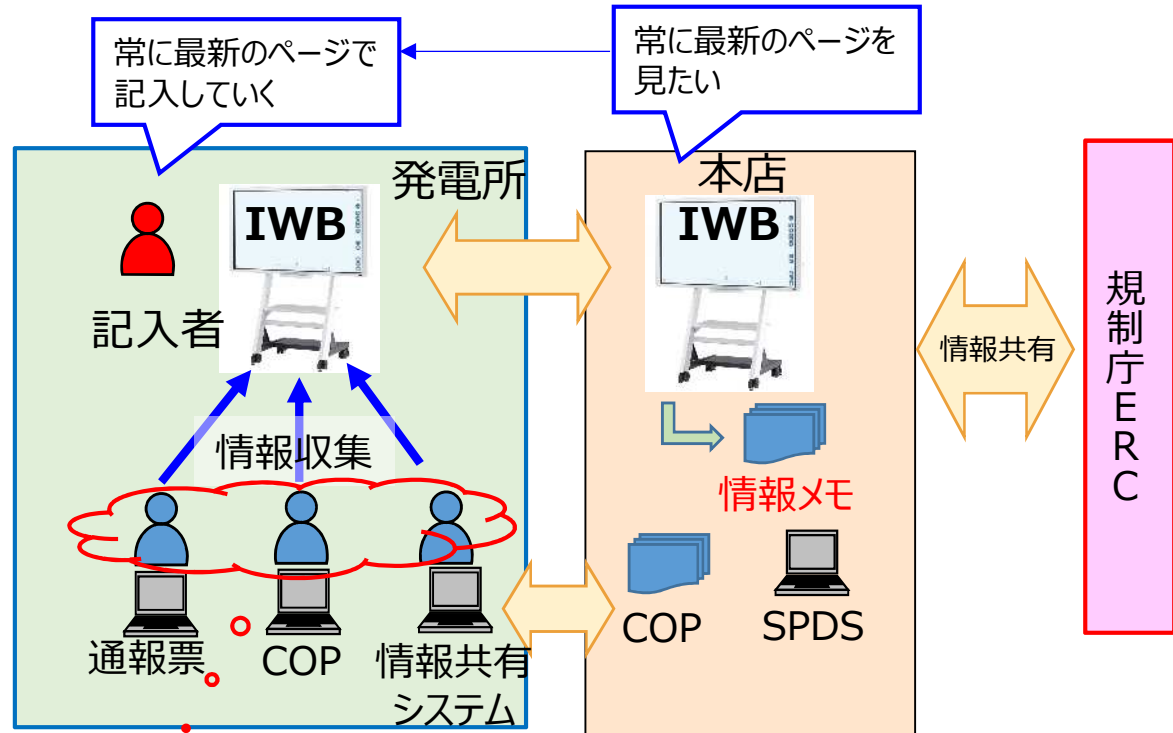 常に最新のページで
記入していく
常に最新のページを
見たい
発電所
IWB
記入者
情報収集
通報票
COP
情報共有
システム
本店
IWB
情報メモ
COP
SPDS
情報共有
規制庁ERC